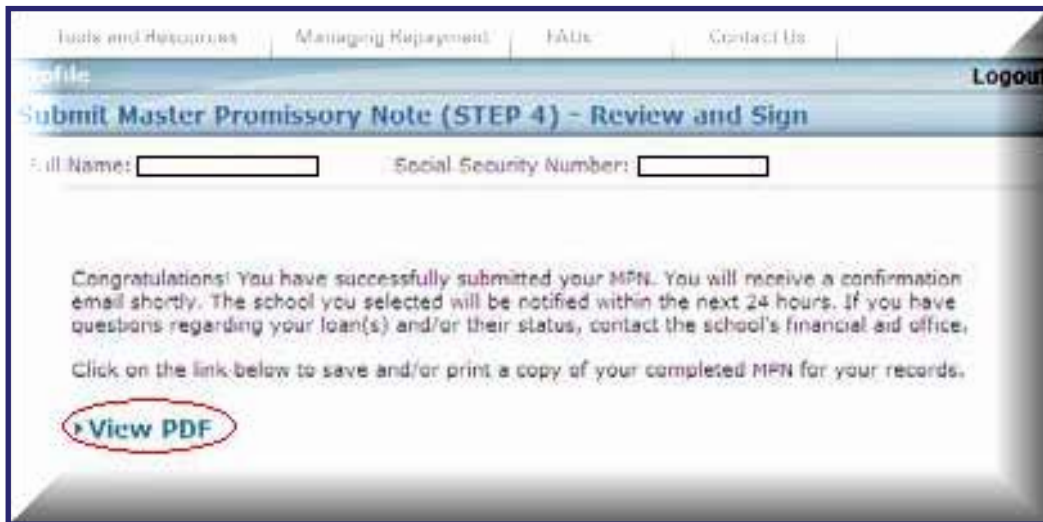 Tools and Resources Managing Repayment FAQs Contact Us
ofile Logout
Submit Master Promissory Note (STEP 4) - Review and Sign
ull Name: Social Security Number:
Congratulations! You have successfully submitted your MPN. You will receive a confirmation
email shortly. The school you selected will be notified within the next 24 hours. If you have
questions regarding your loan(s) and/or their status, contact the school's financial aid office.
Click on the link below to save and/or print a copy of your completed MPN for your records.
View PDF